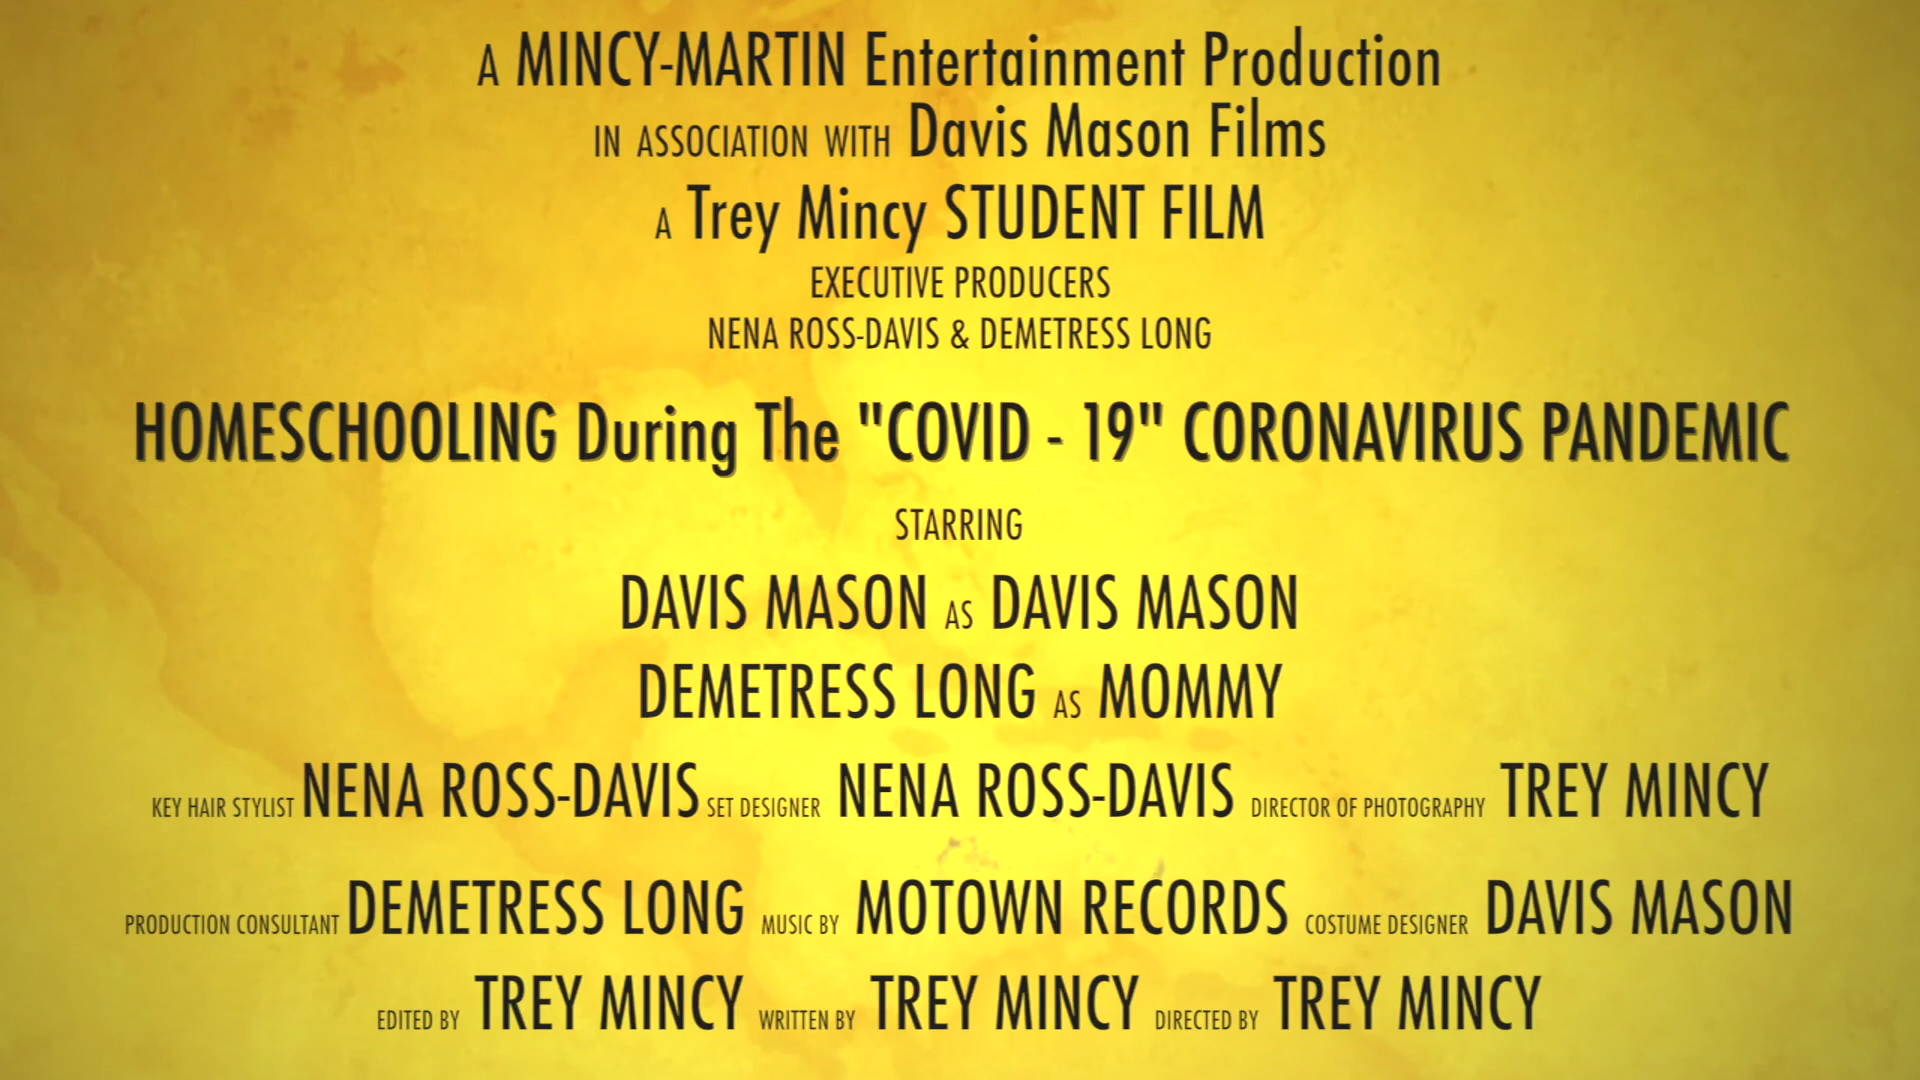 A MINCY-MARTIN Entertainment Production
IN ASSOCIATION WITH Davis Mason Films
A Trey Mincy STUDENT FILM
EXECUTIVE PRODUCERS
NENA ROSS-DAVIS & DEMETRESS LONG
HOMESCHOOLING During The "COVID - 19" CORONAVIRUS PANDEMIC
STARRING
DAVIS MASON AS DAVIS MASON
DEMETRESS LONG AS MOMMY
KEY HAIR STYLIST NENA ROSS-DAVIS SET DESIGNER NENA ROSS-DAVIS DIRECTOR OF PHOTOGRAPHY TREY MINCY
PRODUCTION CONSULTANT DEMETRESS LONG MUSIC BY MOTOWN RECORDS COSTUME DESIGNER DAVIS MASON
EDITED BY TREY MINCY WRITTEN BY TREY MINCY DIRECTED BY TREY MINCY